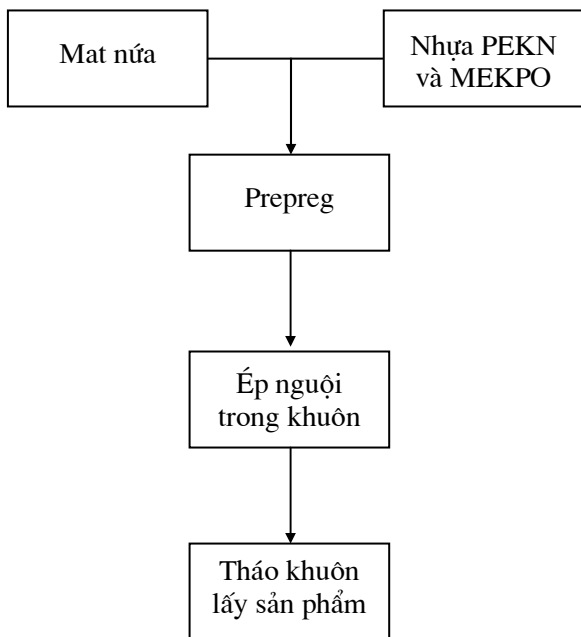 Mat nứa
Nhựa PEKN
và MEKPO
Prepreg
Ép nguội
trong khuôn
Tháo khuôn
lấy sản phẩm